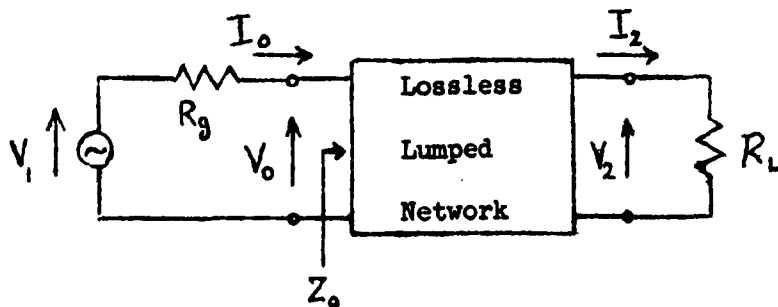 I₀ I₂
Lossless
R_g
V₁ V₀ Lumped V₂ R_L
Network
Z₀